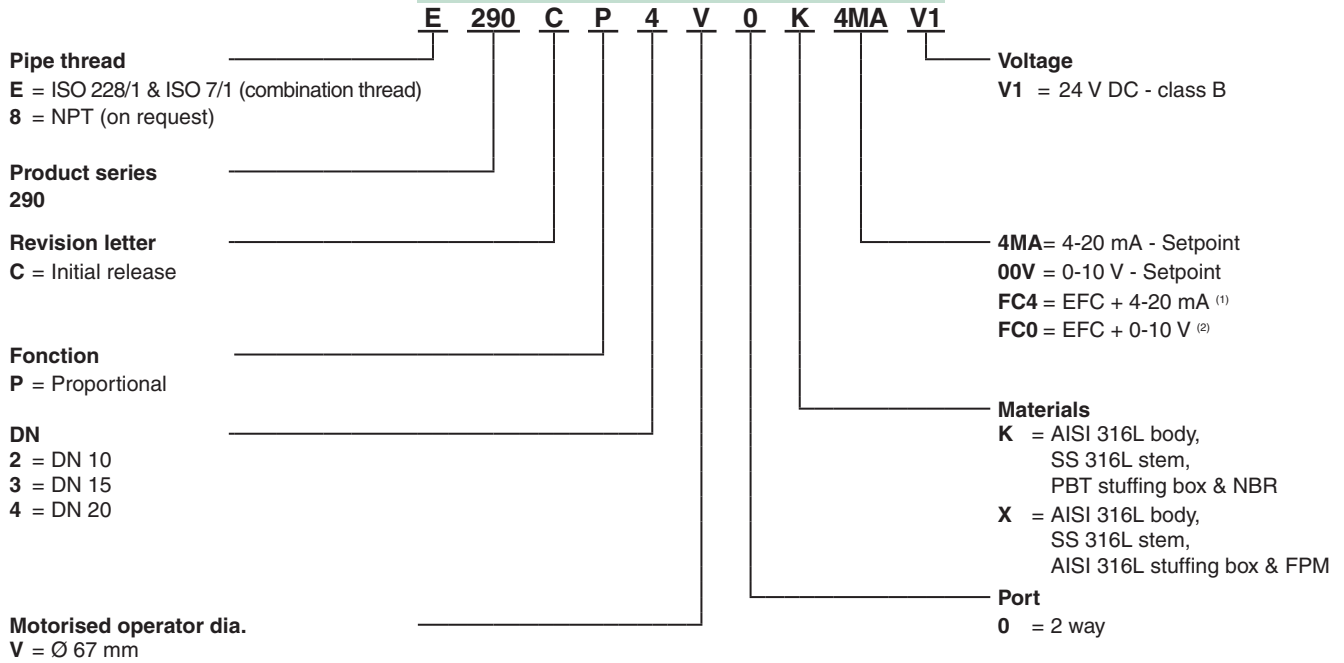 E 290 C P 4 V 0 K 4MA V1
Pipe thread
E = ISO 228/1 & ISO 7/1 (combination thread)
8 = NPT (on request)
Product series
290
Revision letter
C = Initial release
Fonction
P = Proportional
DN
2 = DN 10
3 = DN 15
4 = DN 20
Motorised operator dia.
V = Ø 67 mm
Voltage
V1 = 24 V DC - class B
4MA= 4-20 mA - Setpoint
00V = 0-10 V - Setpoint
FC4 = EFC + 4-20 mA (1)
FC0 = EFC + 0-10 V (2)
Materials
K = AISI 316L body,
SS 316L stem,
PBT stuffing box & NBR
X = AISI 316L body,
SS 316L stem,
AISI 316L stuffing box & FPM
Port
0 = 2 way